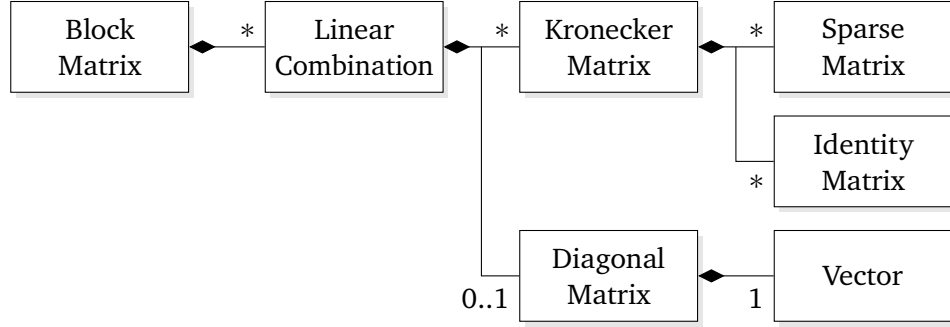 Block
Matrix
*
Linear
Combination
*
Kronecker
Matrix
*
Sparse
Matrix
*
Identity
Matrix
0..1
Diagonal
Matrix
1
Vector